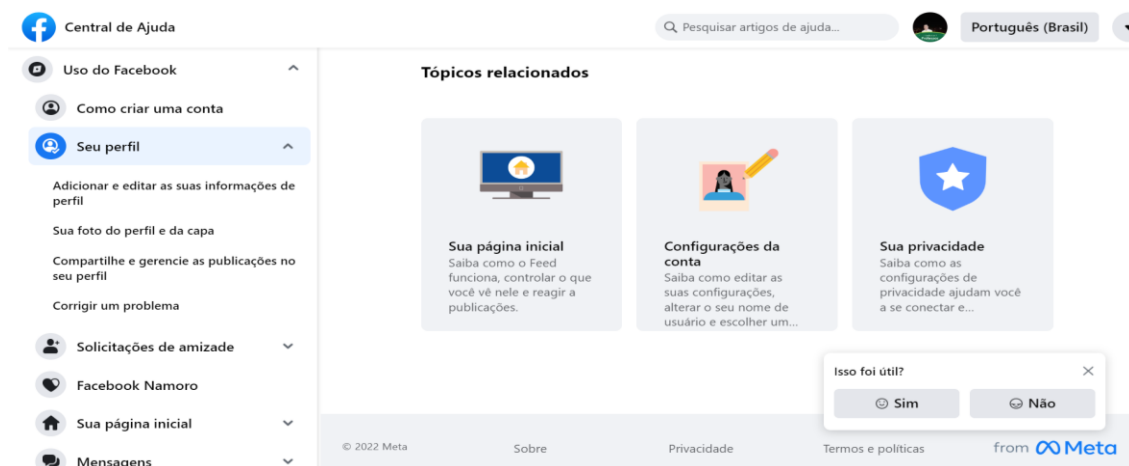 Central de Ajuda
Pesquisar artigos de ajuda...
Português (Brasil)
Uso do Facebook
Como criar uma conta
Seu perfil
Adicionar e editar as suas informações de
perfil
Sua foto do perfil e da capa
Compartilhe e gerencie as publicações no
seu perfil
Corrigir um problema
Solicitações de amizade
Facebook Namoro
Sua página inicial
Mensagens
Tópicos relacionados
Sua página inicial
Saiba como o Feed
funciona, controlar o que
você vê nele e reagir a
publicações.
Configurações da
conta
Saiba como editar as
suas configurações,
alterar o seu nome de
usuário e escolher um...
Sua privacidade
Saiba como as
configurações de
privacidade ajudam você
a se conectar e...
Isso foi útil?
Sim
Não
© 2022 Meta
Sobre
Privacidade
Termos e políticas
from Meta